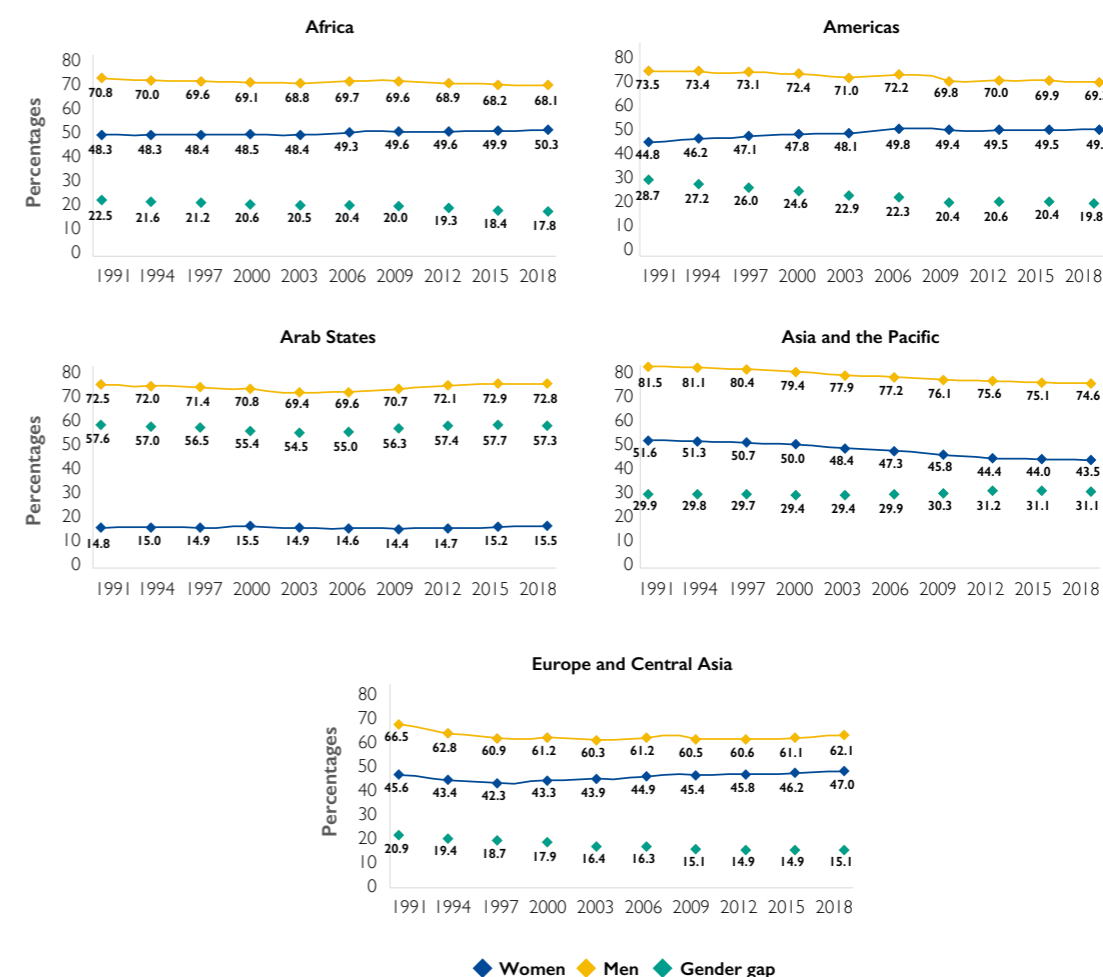 Africa
Percentages
80
70
60
50
40
30
20
10
0
70.8 70.0 69.6 69.1 68.8 69.7 69.6 68.9 68.2 68.1
48.3 48.3 48.4 48.5 48.4 49.3 49.6 49.6 49.9 50.3
22.5 21.6 21.2 20.6 20.5 20.4 20.0 19.3 18.4 17.8
1991 1994 1997 2000 2003 2006 2009 2012 2015 2018
Americas
80
70
60
50
40
30
20
10
0
73.5 73.4 73.1 72.4 71.0 72.2 69.8 70.0 69.9 69.
44.8 46.2 47.1 47.8 48.1 49.8 49.4 49.5 49.5 49.
28.7 27.2 26.0 24.6 22.9 22.3 20.4 20.6 20.4 19.8
1991 1994 1997 2000 2003 2006 2009 2012 2015 2018
Arab States
Percentages
80
70
60
50
40
30
20
10
0
72.5 72.0 71.4 70.8 69.4 69.6 70.7 72.1 72.9 72.8
57.6 57.0 56.5 55.4 54.5 55.0 56.3 57.4 57.7 57.3
14.8 15.0 14.9 15.5 14.9 14.6 14.4 14.7 15.2 15.5
1991 1994 1997 2000 2003 2006 2009 2012 2015 2018
Asia and the Pacific
80
70
60
50
40
30
20
10
0
81.5 81.1 80.4 79.4 77.9 77.2 76.1 75.6 75.1 74.6
51.6 51.3 50.7 50.0 48.4 47.3 45.8 44.4 44.0 43.5
29.9 29.8 29.7 29.4 29.4 29.9 30.3 31.2 31.1 31.1
1991 1994 1997 2000 2003 2006 2009 2012 2015 2018
Europe and Central Asia
Percentages
80
70
60
50
40
30
20
10
0
66.5 62.8 60.9 61.2 60.3 61.2 60.5 60.6 61.1 62.1
45.6 43.4 42.3 43.3 43.9 44.9 45.4 45.8 46.2 47.0
20.9 19.4 18.7 17.9 16.4 16.3 15.1 14.9 14.9 15.1
1991 1994 1997 2000 2003 2006 2009 2012 2015 2018
Women Men Gender gap